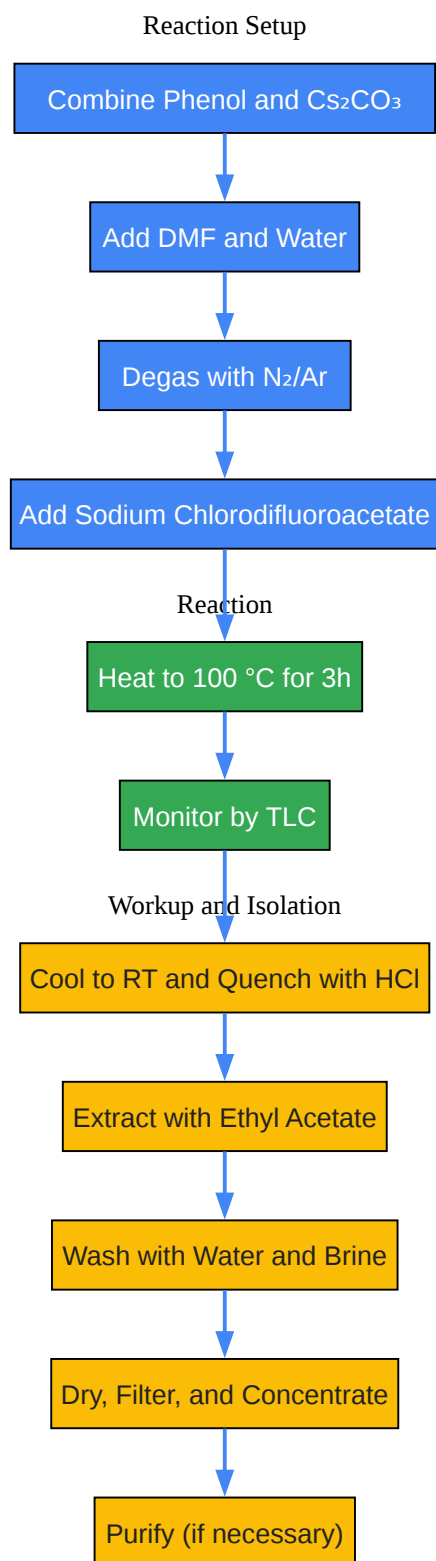 Reaction Setup
Combine Phenol and Cs₂CO₃
Add DMF and Water
Degas with N₂/Ar
Add Sodium Chlorodifluoroacetate
Reaction
Heat to 100 °C for 3h
Monitor by TLC
Workup and Isolation
Cool to RT and Quench with HCl
Extract with Ethyl Acetate
Wash with Water and Brine
Dry, Filter, and Concentrate
Purify (if necessary)